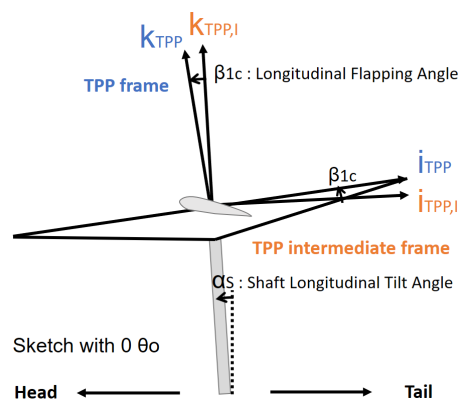 kTPP kTPP,I
β1c : Longitudinal Flapping Angle
TPP frame
iTPP
β1c
iTPP,I
TPP intermediate frame
αS : Shaft Longitudinal Tilt Angle
Sketch with 0 θo
Head Tail